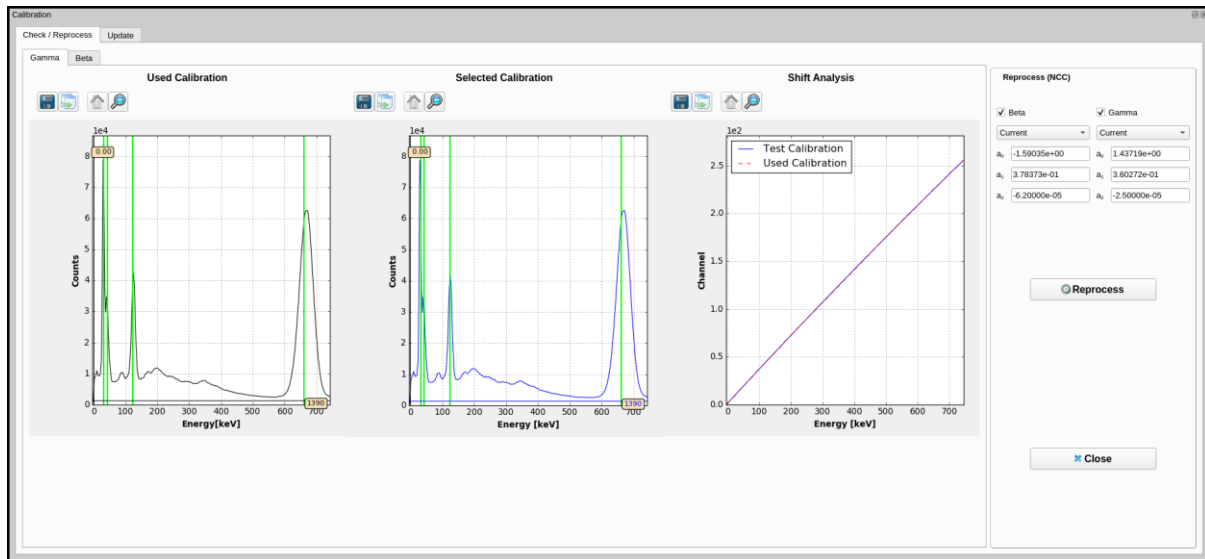 Calibration
Check / Reprocess Update
Gamma Beta
Used Calibration
1e4
0.00
8
7
6
5
4
3
2
1
0
Counts
1390
0 100 200 300 400 500 600 700
Energy[keV]
Selected Calibration
1e4
0.00
8
7
6
5
4
3
2
1
0
Counts
1390
0 100 200 300 400 500 600 700
Energy [keV]
Shift Analysis
1e2
Test Calibration
Used Calibration
2.5
2.0
1.5
1.0
0.5
0.0
Channel
0 100 200 300 400 500 600 700
Energy [keV]
Reprocess (NCC)
Beta Gamma
Current Current
a₀ -1.59035e+00 a₀ 1.43719e+00
a₁ 3.78373e-01 a₁ 3.60272e-01
-6.20000e-05 -2.50000e-05
Reprocess
Close